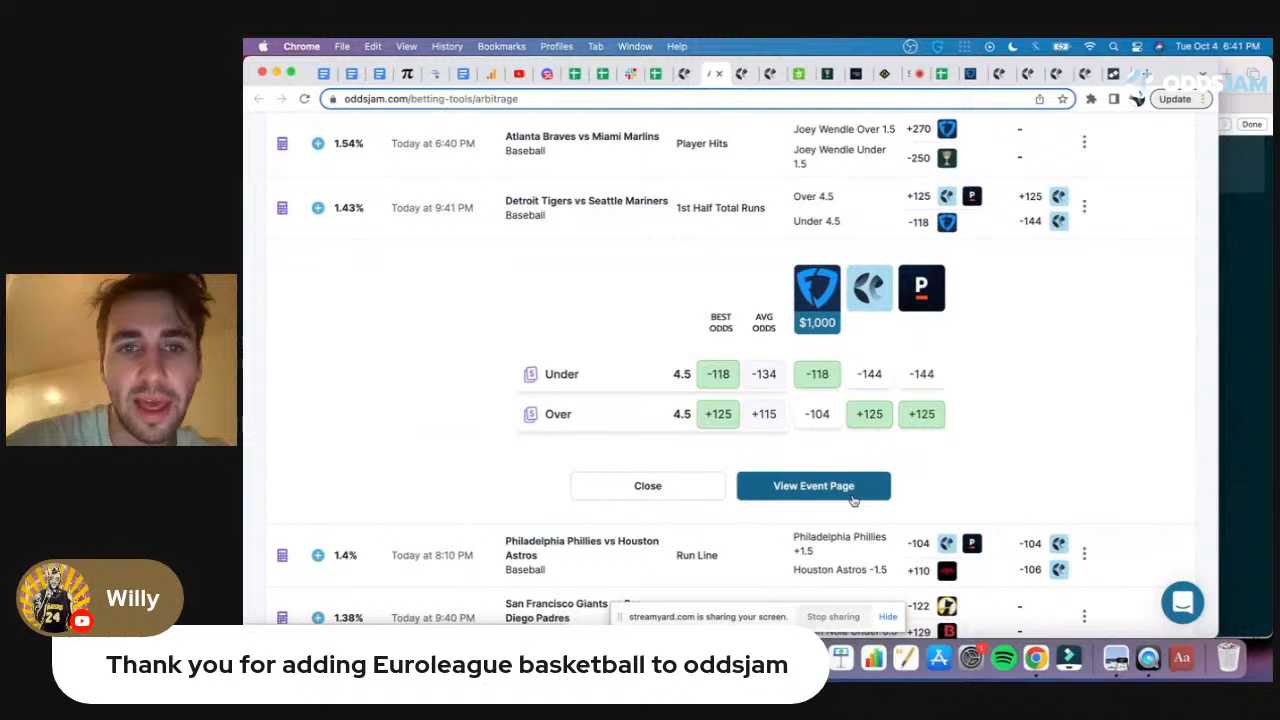 Chrome File Edit View History Bookmarks Profiles Tab Window Help Tue Oct 4 6:41 PM
ODDSJAM
oddsjam.com/betting-tools/arbitrage
Update
Done
1.54% Today at 6:40 PM Atlanta Braves vs Miami Marlins
Baseball
Player Hits
Joey Wendle Over 1.5 +270 -
Joey Wendle Under
1.5
-250 -
1.43% Today at 9:41 PM Detroit Tigers vs Seattle Mariners
Baseball
1st Half Total Runs
Over 4.5 +125 P +125
Under 4.5 -118 -144
P
BEST
ODDS
AVG
ODDS
$1,000
Under 4.5 -118 -134 -118 -144 -144
Over 4.5 +125 +115 -104 +125 +125
Close View Event Page
1.4% Today at 8:10 PM Philadelphia Phillies vs Houston
Astros
Baseball
Run Line
Philadelphia Phillies
+1.5
-104 P -104
Houston Astros -1.5 +110 -106
1.38% Today at 9:40 PM San Francisco Giants
Diego Padres
-122 -
+129 B -
streamyard.com is sharing your screen. Stop sharing Hide
Willy
24
Thank you for adding Euroleague basketball to oddsjam
Aa